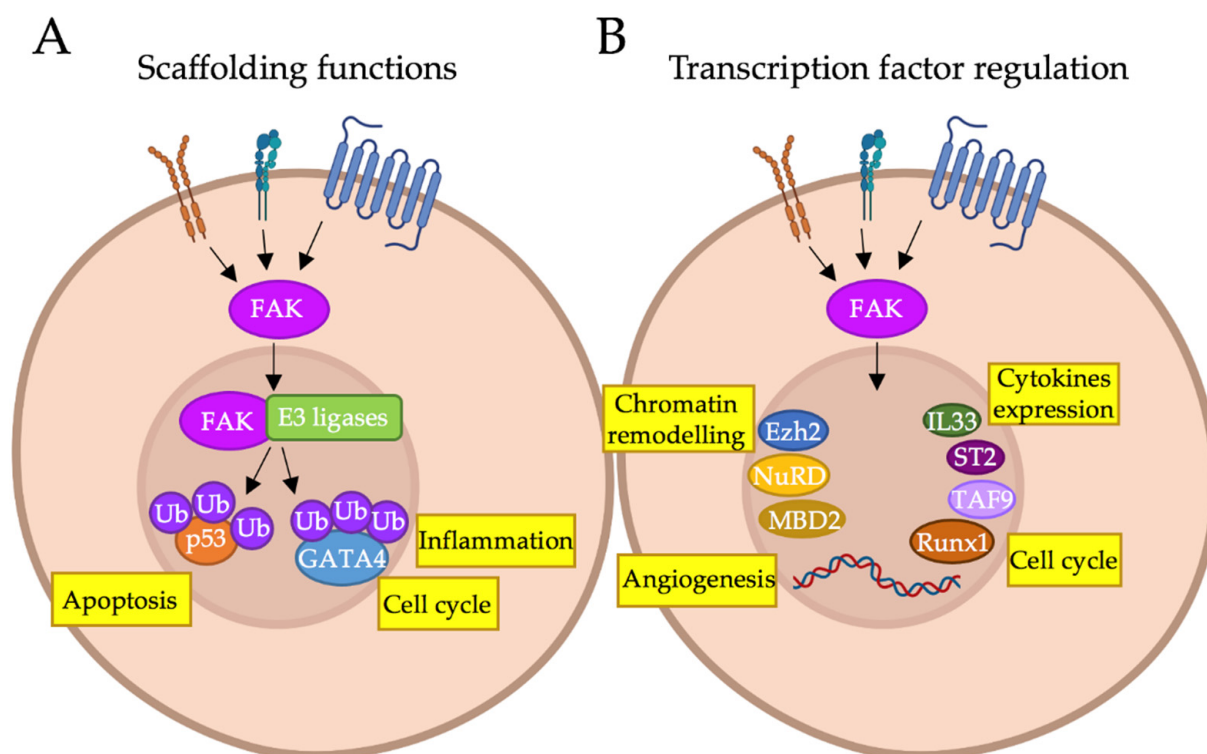 A
Scaffolding functions
FAK
FAK
E3 ligases
Ub
Ub
Ub
p53
Ub
Ub
Ub
GATA4
Inflammation
Apoptosis
Cell cycle
B
Transcription factor regulation
FAK
Chromatin
remodelling
Cytokines
expression
Ezh2
NuRD
MBD2
IL33
ST2
TAF9
Runx1
Angiogenesis
Cell cycle